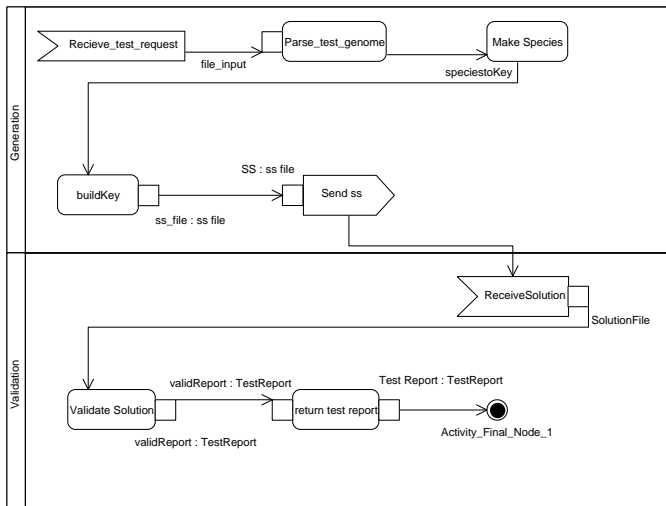 Generation
Recieve_test_request
file_input
Parse_test_genome
Make Species
speciestoKey
buildKey
ss_file : ss file
SS : ss file
Send ss
Validation
ReceiveSolution
SolutionFile
Validate Solution
validReport : TestReport
validReport : TestReport
return test report
Test Report : TestReport
Activity_Final_Node_1